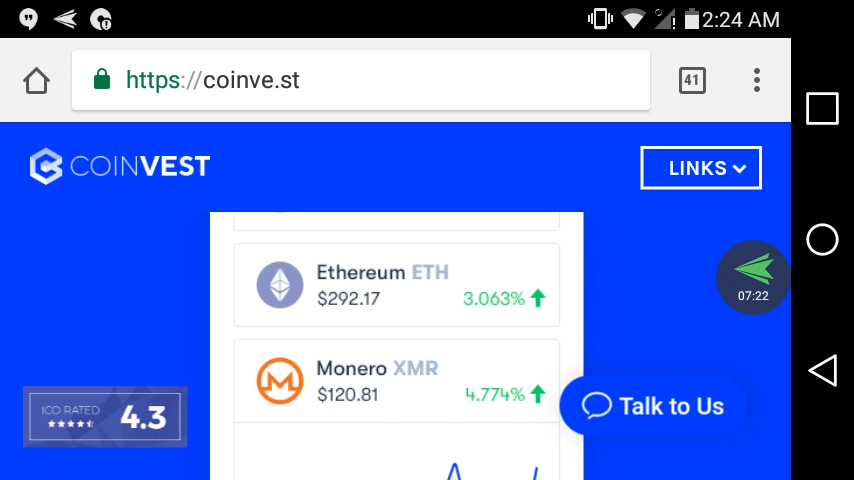 2:24 AM
https://coinve.st
41
COINVEST
LINKS
Ethereum ETH
$292.17
3.063%
07:22
Monero XMR
$120.81
4.774%
ICO RATED
4.3
Talk to Us